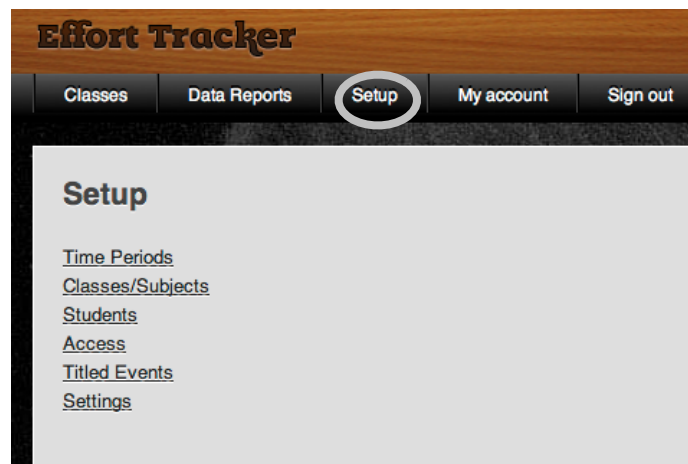 Effort Tracker
Classes Data Reports Setup My account Sign out
Setup
Time Periods
Classes/Subjects
Students
Access
Titled Events
Settings